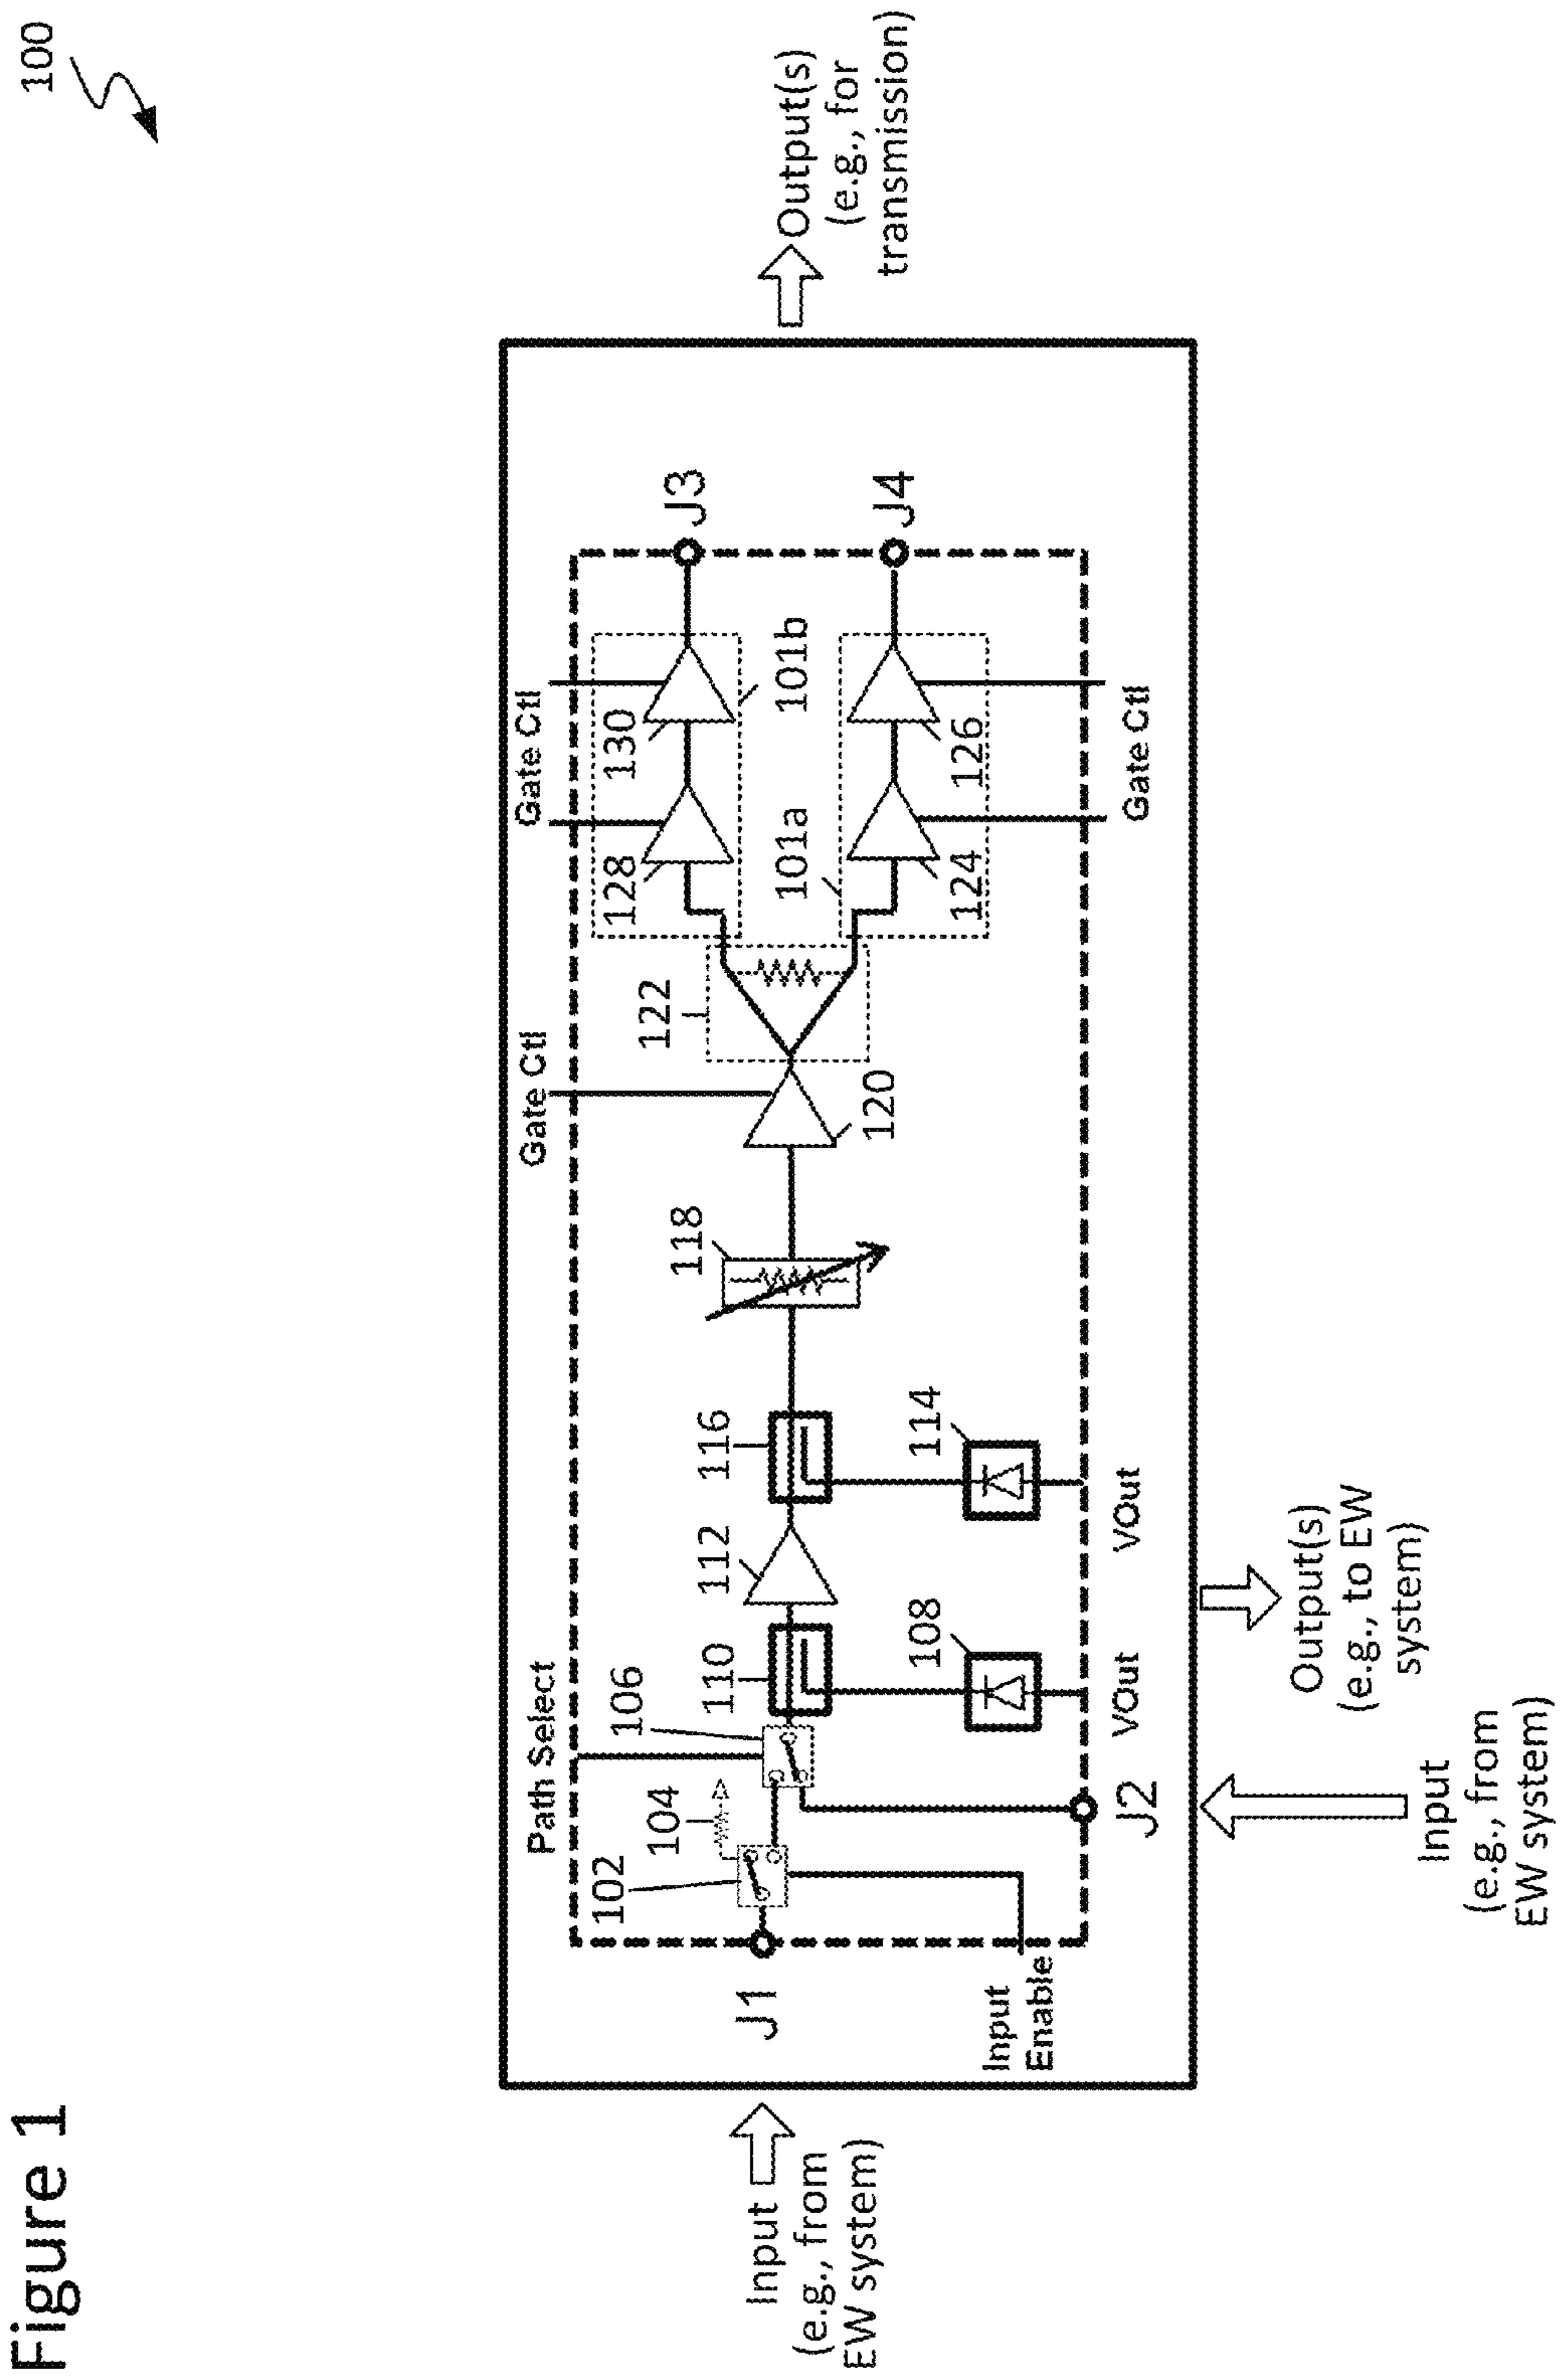 Figure 1
100
Input
(e.g., from
EW system)
J1
Input
Enable
102
104
Path Select
106
110
108
VOut
112
116
114
VOut
118
Gate Ctl
120
122
Gate Ctl
128
130
101b
101a
124
126
Gate Ctl
J3
J4
J2
Input
(e.g., from
EW system)
Output(s)
(e.g., to EW
system)
Output(s)
(e.g., for
transmission)